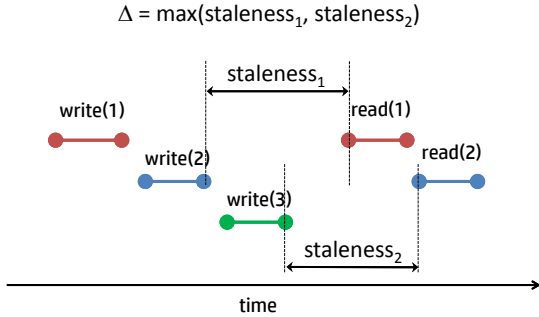 Δ = max(staleness₁, staleness₂)
staleness₁
write(1)
read(1)
write(2)
read(2)
write(3)
staleness₂
time